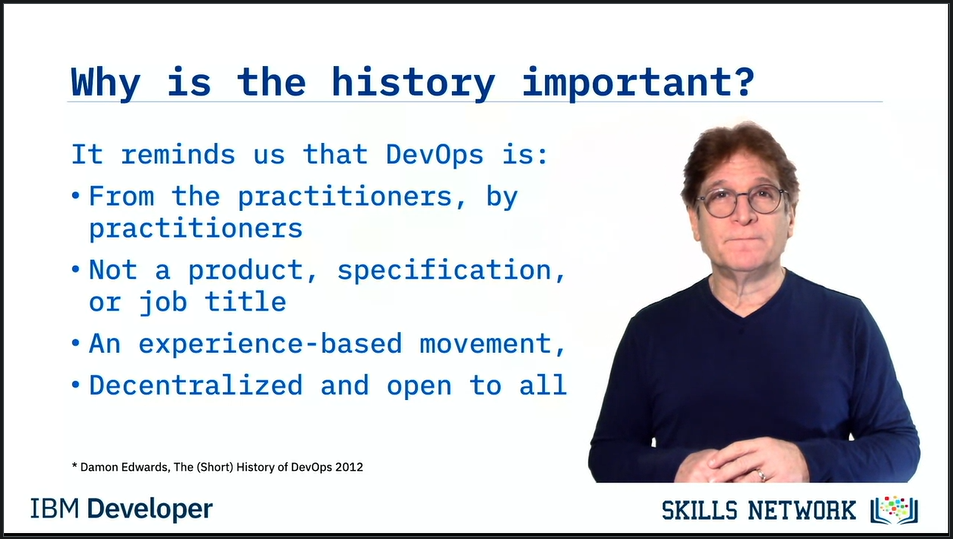 Why is the history important?
It reminds us that DevOps is:
• From the practitioners, by
practitioners
• Not a product, specification,
or job title
• An experience-based movement,
• Decentralized and open to all
* Damon Edwards, The (Short) History of DevOps 2012
IBM Developer
SKILLS NETWORK